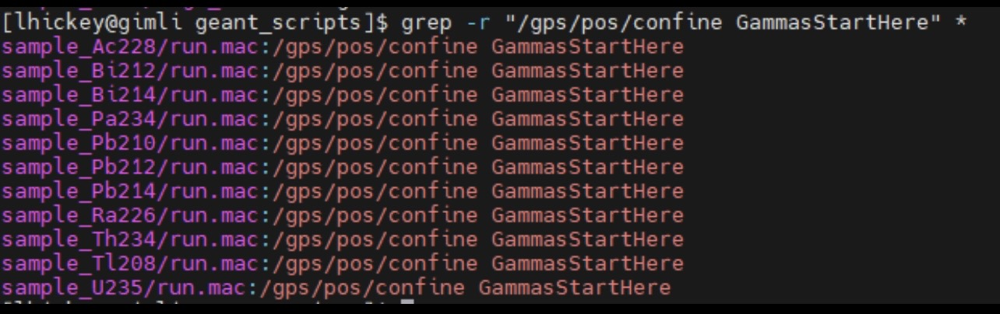 [lhickey@gimli geant_scripts]$ grep -r "/gps/pos/confine GammasStartHere" *
sample_Ac228/run.mac:/gps/pos/confine GammasStartHere
sample_Bi212/run.mac:/gps/pos/confine GammasStartHere
sample_Bi214/run.mac:/gps/pos/confine GammasStartHere
sample_Pa234/run.mac:/gps/pos/confine GammasStartHere
sample_Pb210/run.mac:/gps/pos/confine GammasStartHere
sample_Pb212/run.mac:/gps/pos/confine GammasStartHere
sample_Pb214/run.mac:/gps/pos/confine GammasStartHere
sample_Ra226/run.mac:/gps/pos/confine GammasStartHere
sample_Th234/run.mac:/gps/pos/confine GammasStartHere
sample_Tl208/run.mac:/gps/pos/confine GammasStartHere
sample_U235/run.mac:/gps/pos/confine GammasStartHere